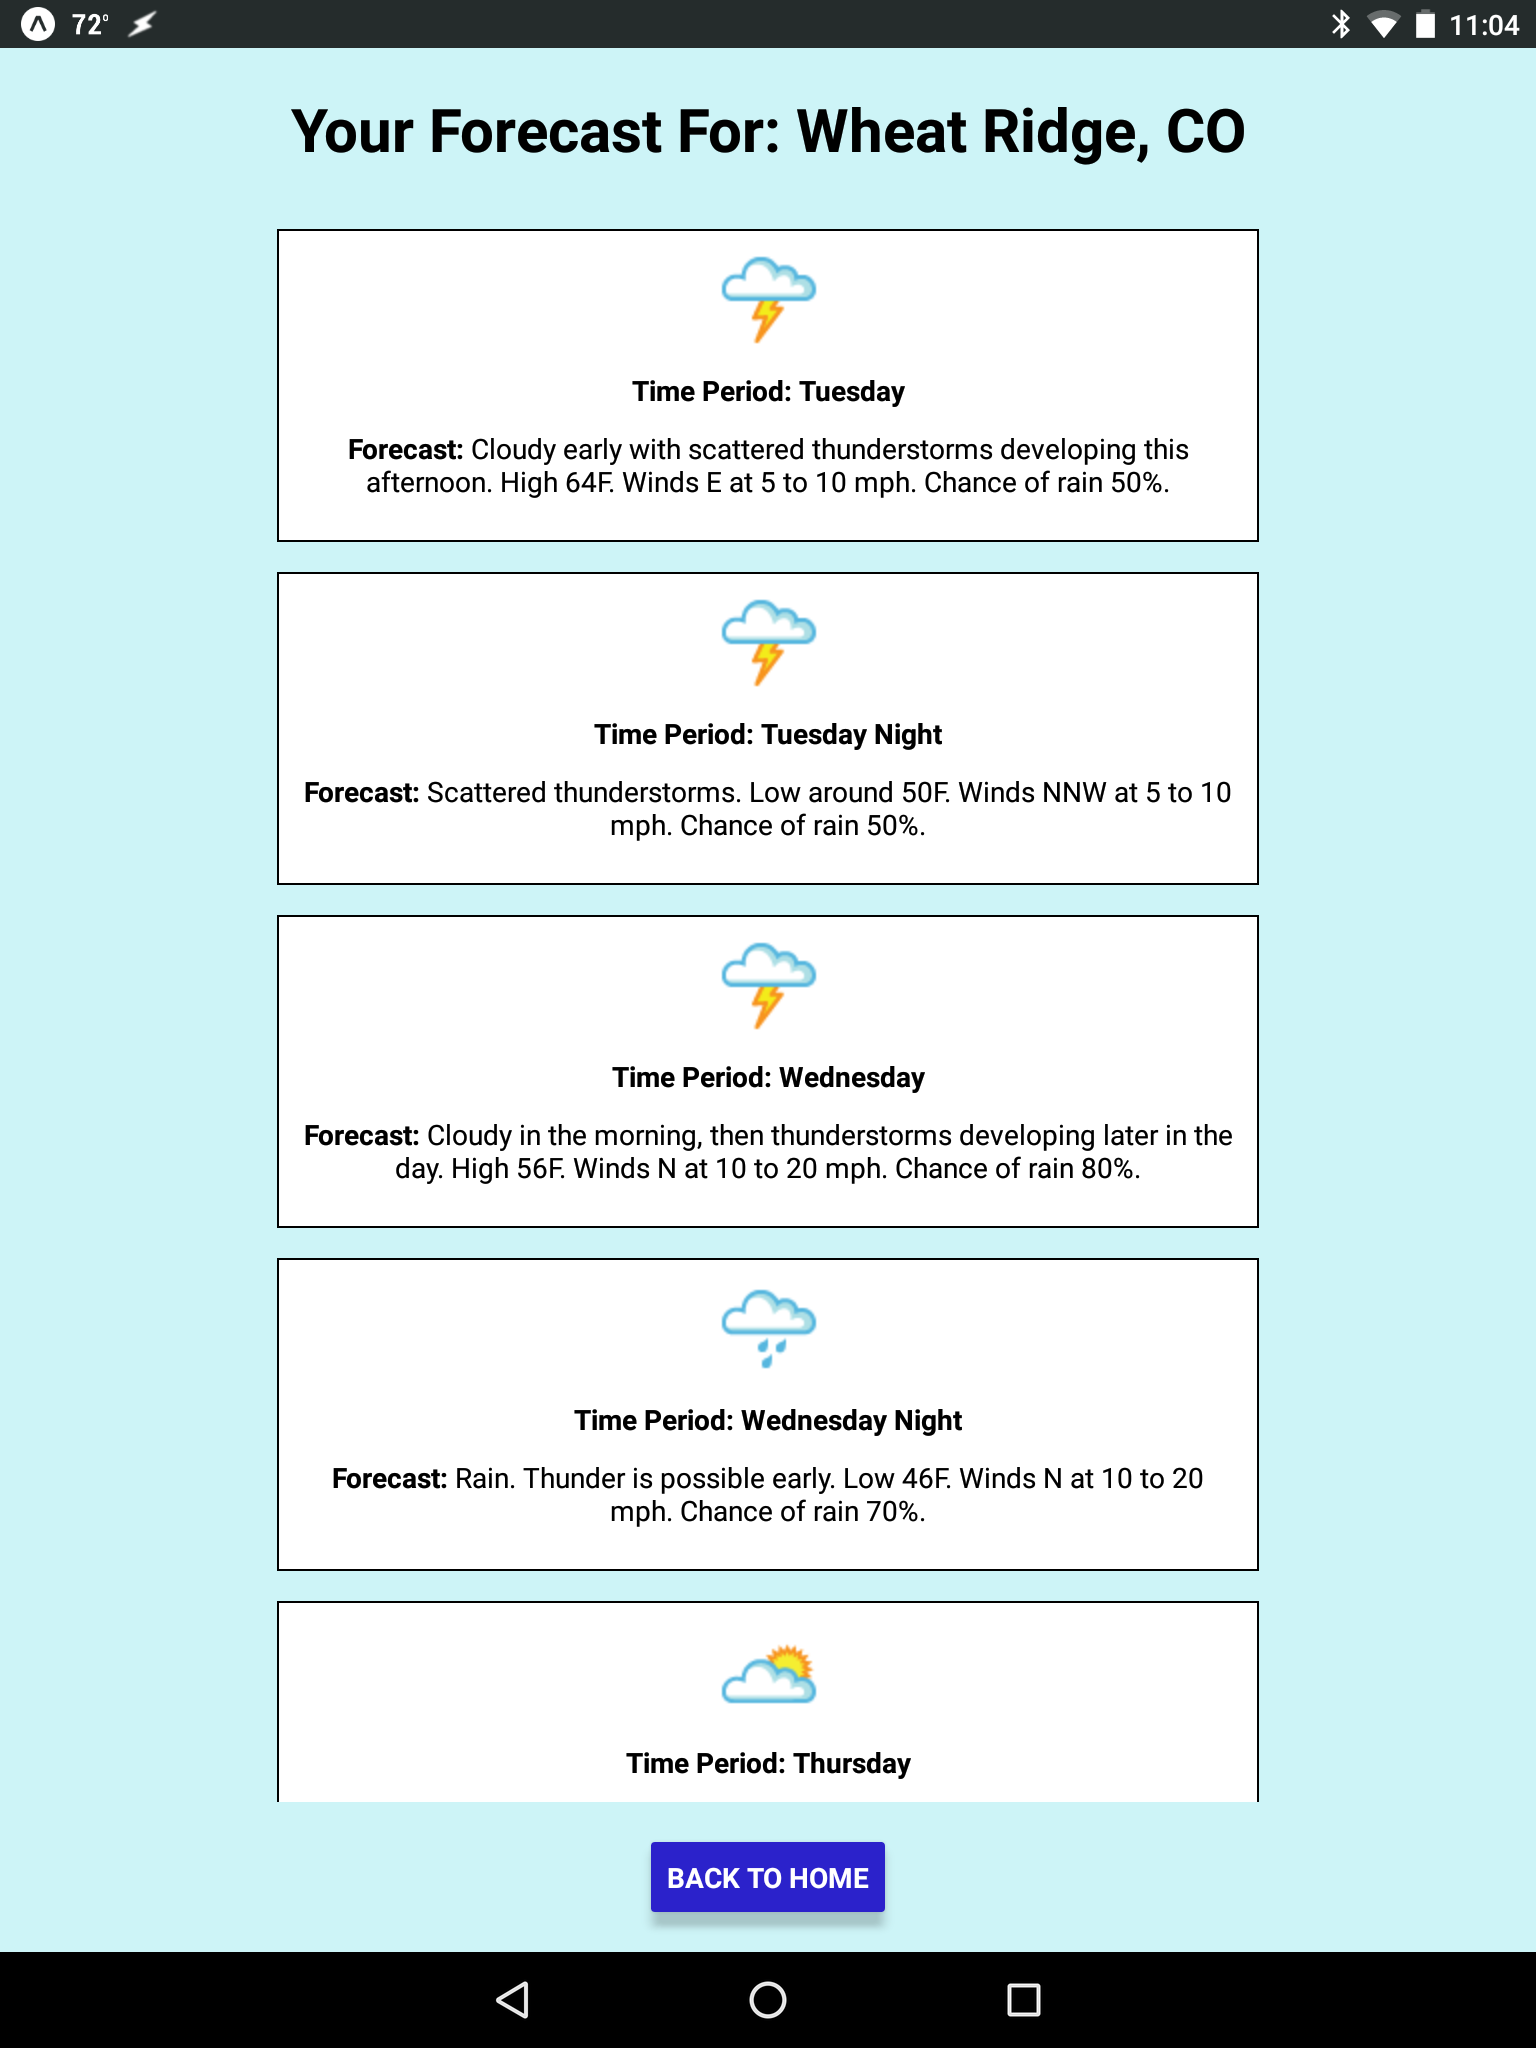 72°
11:04
Your Forecast For: Wheat Ridge, CO
Time Period: Tuesday
Forecast: Cloudy early with scattered thunderstorms developing this
afternoon. High 64F. Winds E at 5 to 10 mph. Chance of rain 50%.
Time Period: Tuesday Night
Forecast: Scattered thunderstorms. Low around 50F. Winds NNW at 5 to 10
mph. Chance of rain 50%.
Time Period: Wednesday
Forecast: Cloudy in the morning, then thunderstorms developing later in the
day. High 56F. Winds N at 10 to 20 mph. Chance of rain 80%.
Time Period: Wednesday Night
Forecast: Rain. Thunder is possible early. Low 46F. Winds N at 10 to 20
mph. Chance of rain 70%.
Time Period: Thursday
BACK TO HOME